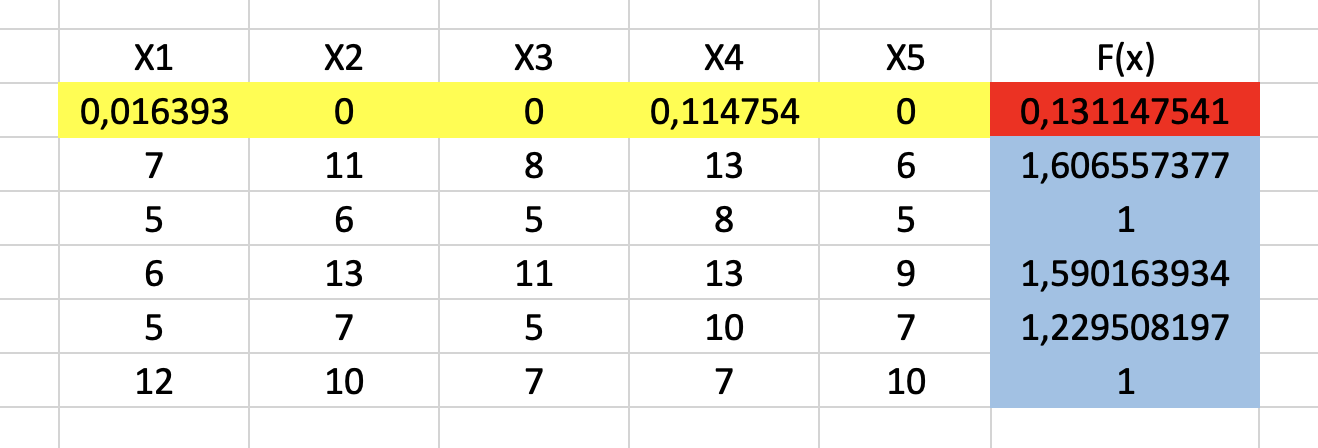 X1 X2 X3 X4 X5 F(x)
0,016393 0 0 0,114754 0 0,131147541
7 11 8 13 6 1,606557377
5 6 5 8 5 1
6 13 11 13 9 1,590163934
5 7 5 10 7 1,229508197
12 10 7 7 10 1